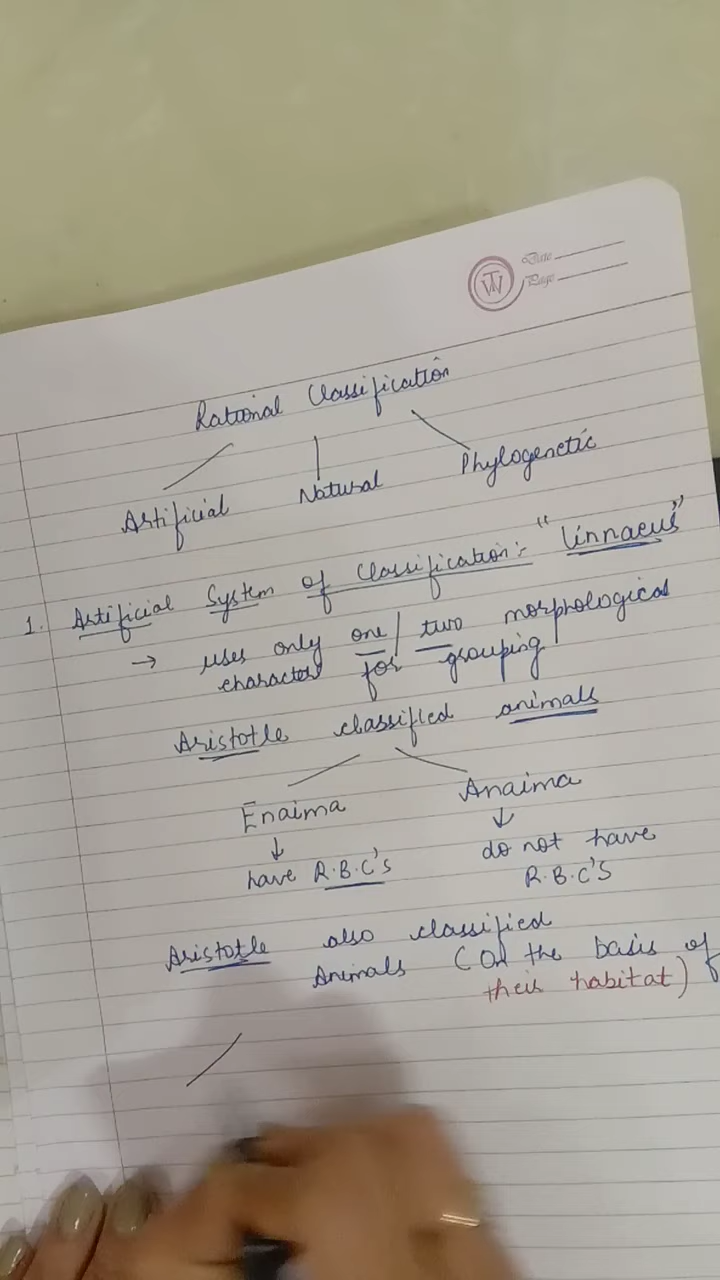 Date
Page
Rational Classification
Artificial Natural Phylogenetic
1. Artificial System of Classification :- "Linnaeus"
→ uses only one/two morphological
character for grouping
Aristotle classified animals
Enaima Anaima
↓ ↓
have R.B.C's do not have
R.B.C'S
Aristotle also classified
Animals (On the basis of
their habitat)